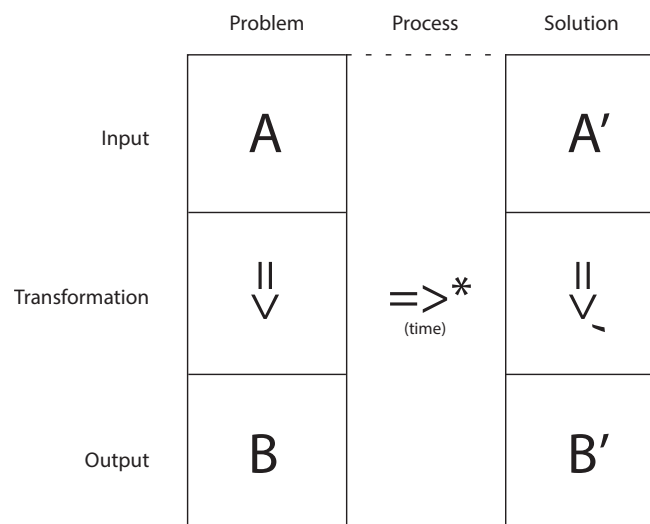 Problem Process Solution
Input A A′
Transformation => =>* =>′
(time)
Output B B′